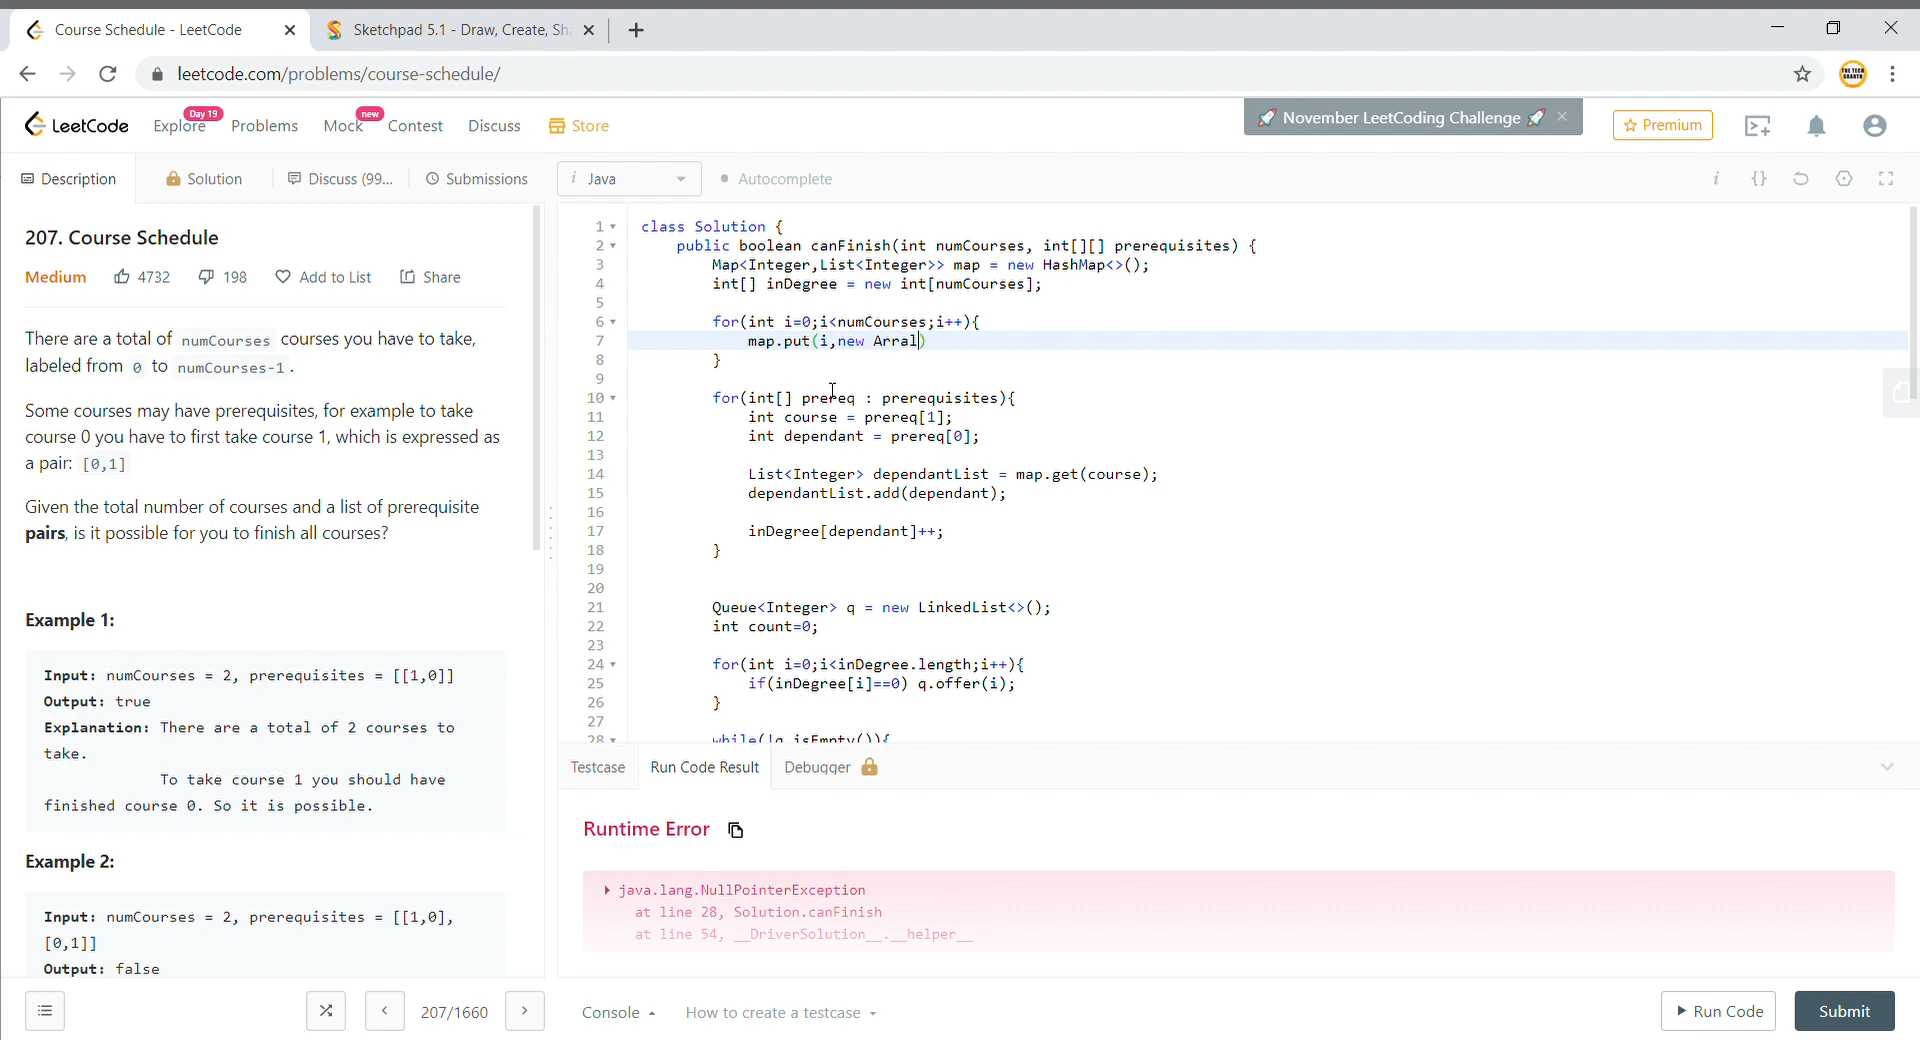 Course Schedule - LeetCode
Sketchpad 5.1 - Draw, Create, Sh
leetcode.com/problems/course-schedule/
THE TECH GRANTH
LeetCode
Explore
Day 19
Problems
Mock
new
Contest
Discuss
Store
November LeetCoding Challenge
Premium
Description
Solution
Discuss (99...
Submissions
i Java
Autocomplete
207. Course Schedule
Medium
4732
198
Add to List
Share
There are a total of numCourses courses you have to take,
labeled from 0 to numCourses-1 .
Some courses may have prerequisites, for example to take
course 0 you have to first take course 1, which is expressed as
a pair: [0,1]
Given the total number of courses and a list of prerequisite
pairs, is it possible for you to finish all courses?
Example 1:
Input: numCourses = 2, prerequisites = [[1,0]]
Output: true
Explanation: There are a total of 2 courses to
take.
To take course 1 you should have
finished course 0. So it is possible.
Example 2:
Input: numCourses = 2, prerequisites = [[1,0],
[0,1]]
Output: false
1 class Solution {
2 public boolean canFinish(int numCourses, int[][] prerequisites) {
3 Map<Integer,List<Integer>> map = new HashMap<>();
4 int[] inDegree = new int[numCourses];
5
6 for(int i=0;i<numCourses;i++){
7 map.put(i,new Arral)
8 }
9
10 for(int[] prereq : prerequisites){
11 int course = prereq[1];
12 int dependant = prereq[0];
13
14 List<Integer> dependantList = map.get(course);
15 dependantList.add(dependant);
16
17 inDegree[dependant]++;
18 }
19
20
21 Queue<Integer> q = new LinkedList<>();
22 int count=0;
23
24 for(int i=0;i<inDegree.length;i++){
25 if(inDegree[i]==0) q.offer(i);
26 }
27
28 while(!q.isEmpty()){
Testcase
Run Code Result
Debugger
Runtime Error
java.lang.NullPointerException
at line 28, Solution.canFinish
at line 54, __DriverSolution__.__helper__
207/1660
Console
How to create a testcase
Run Code
Submit